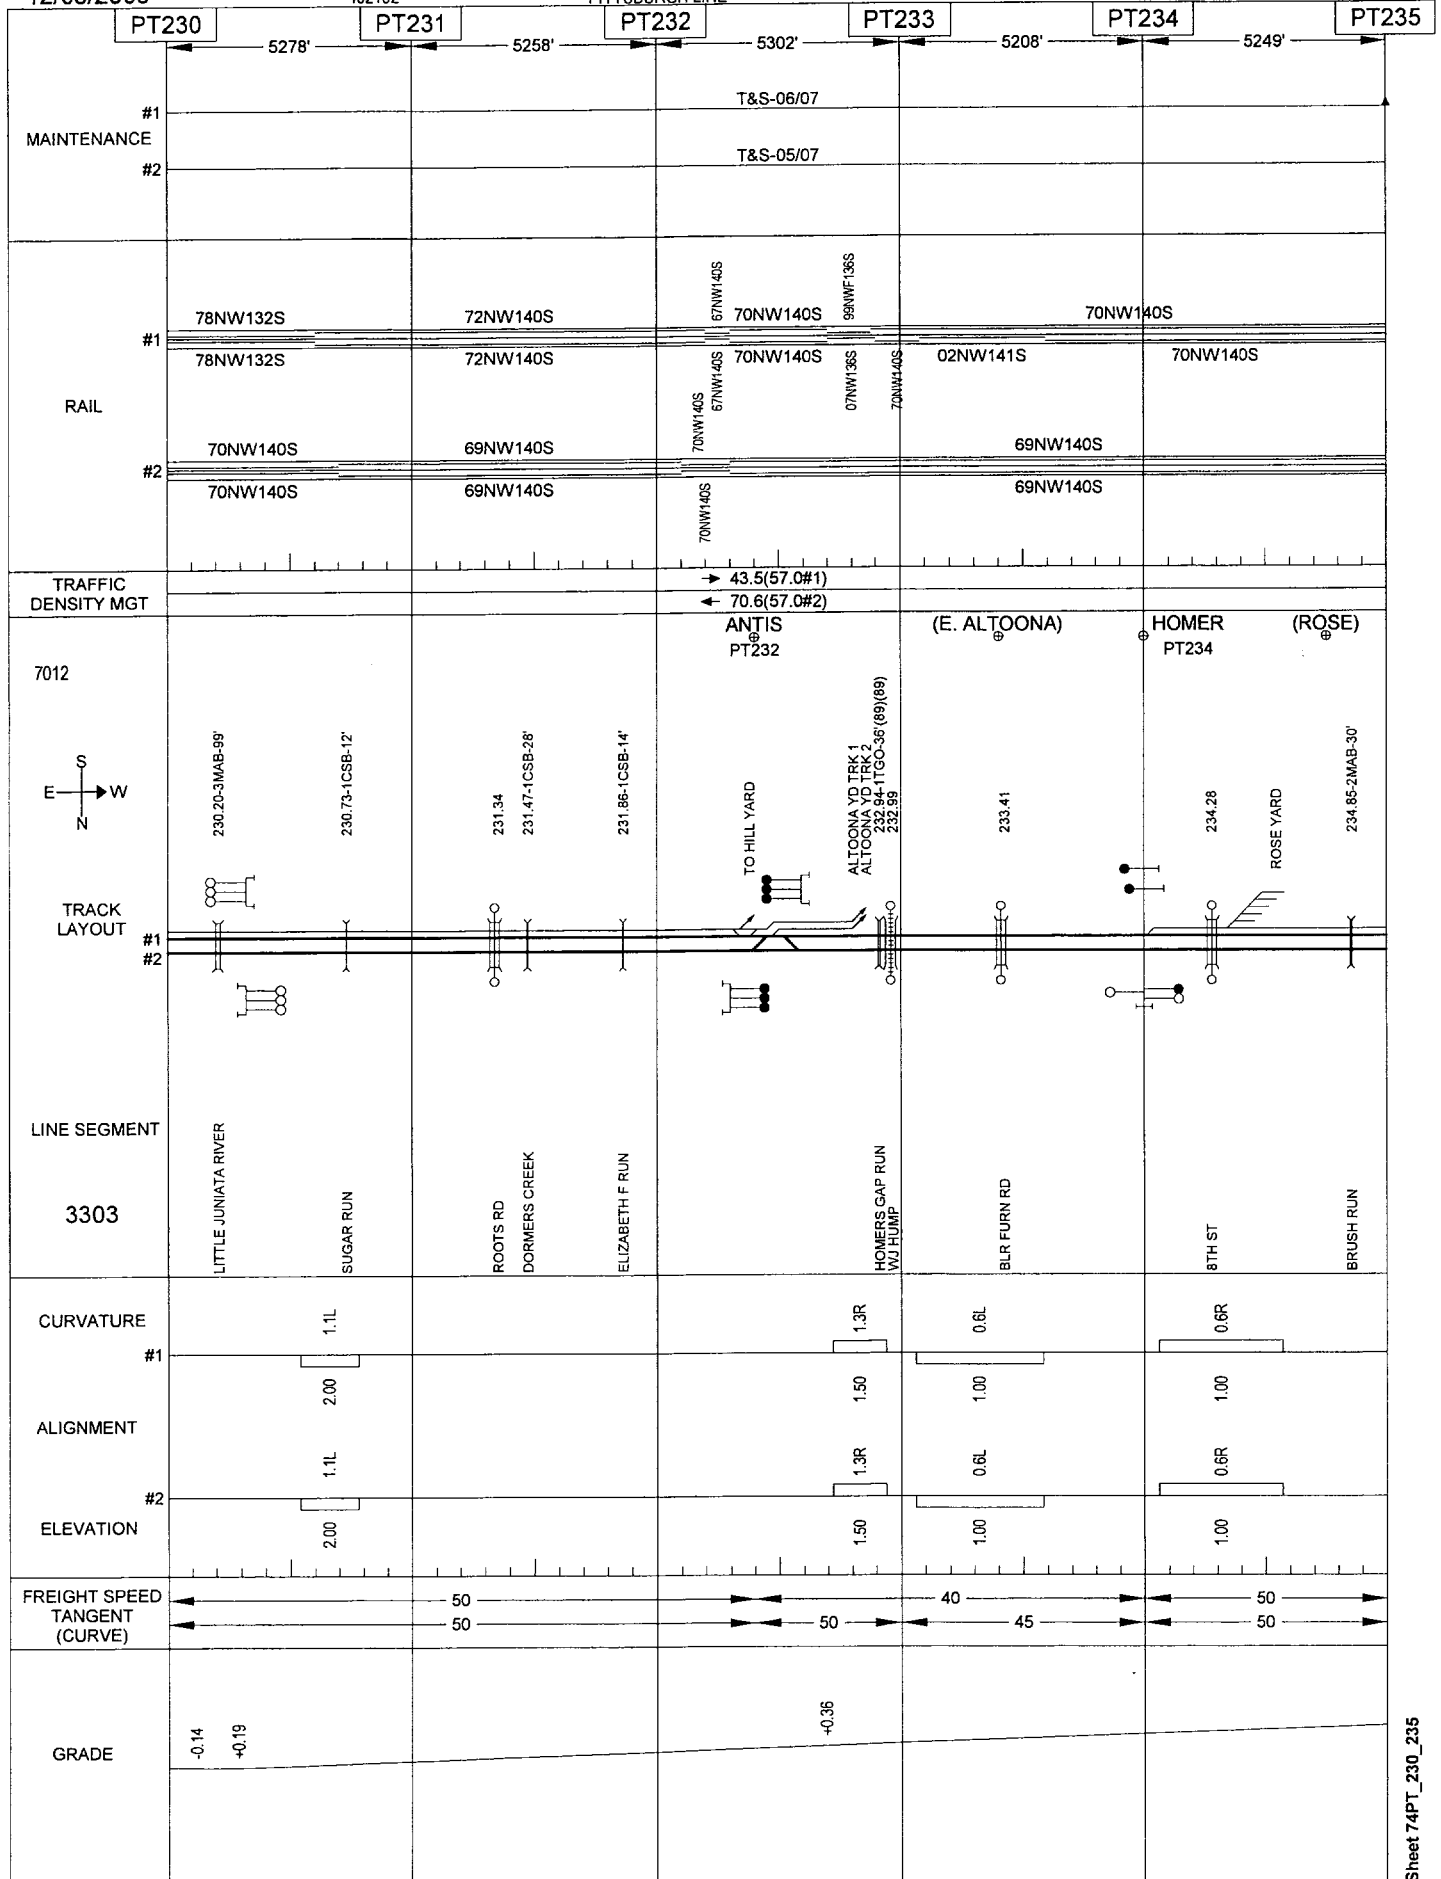 PITTSBURGH LINE
PT230 PT231 PT232 PT233 PT234 PT235
5278' 5258' 5302' 5208' 5249'
MAINTENANCE
#1 T&S-06/07
#2 T&S-05/07
RAIL
67NW140S 99NWF136S
78NW132S 72NW140S 70NW140S 70NW140S
#1
78NW132S 72NW140S 70NW140S 02NW141S 70NW140S
67NW140S 07NW136S 70NW140S
70NW140S
70NW140S 69NW140S 69NW140S
#2
70NW140S 69NW140S 69NW140S
70NW140S
TRAFFIC
DENSITY MGT
43.5(57.0#1)
70.6(57.0#2)
ANTIS (E. ALTOONA) HOMER (ROSE)
PT232 PT234
7012
S
E W
N
230.20-3MAB-99'
230.73-1CSB-12'
231.34
231.47-1CSB-28'
231.86-1CSB-14'
TO HILL YARD
ALTOONA YD TRK 1
ALTOONA YD TRK 2
232.94-1TGO-36'(89)(89)
232.99
233.41
234.28
ROSE YARD
234.85-2MAB-30'
TRACK
LAYOUT
#1
#2
LINE SEGMENT
3303
LITTLE JUNIATA RIVER
SUGAR RUN
ROOTS RD
DORMERS CREEK
ELIZABETH F RUN
HOMERS GAP RUN
WJ HUMP
BLR FURN RD
8TH ST
BRUSH RUN
CURVATURE
1.1L 1.3R 0.6L 0.6R
#1
2.00 1.50 1.00 1.00
ALIGNMENT
1.1L 1.3R 0.6L 0.6R
#2
ELEVATION
2.00 1.50 1.00 1.00
FREIGHT SPEED
TANGENT
(CURVE)
50 40 50
50 50 45 50
GRADE
-0.14 +0.19 +0.36
Sheet 74PT_230_235